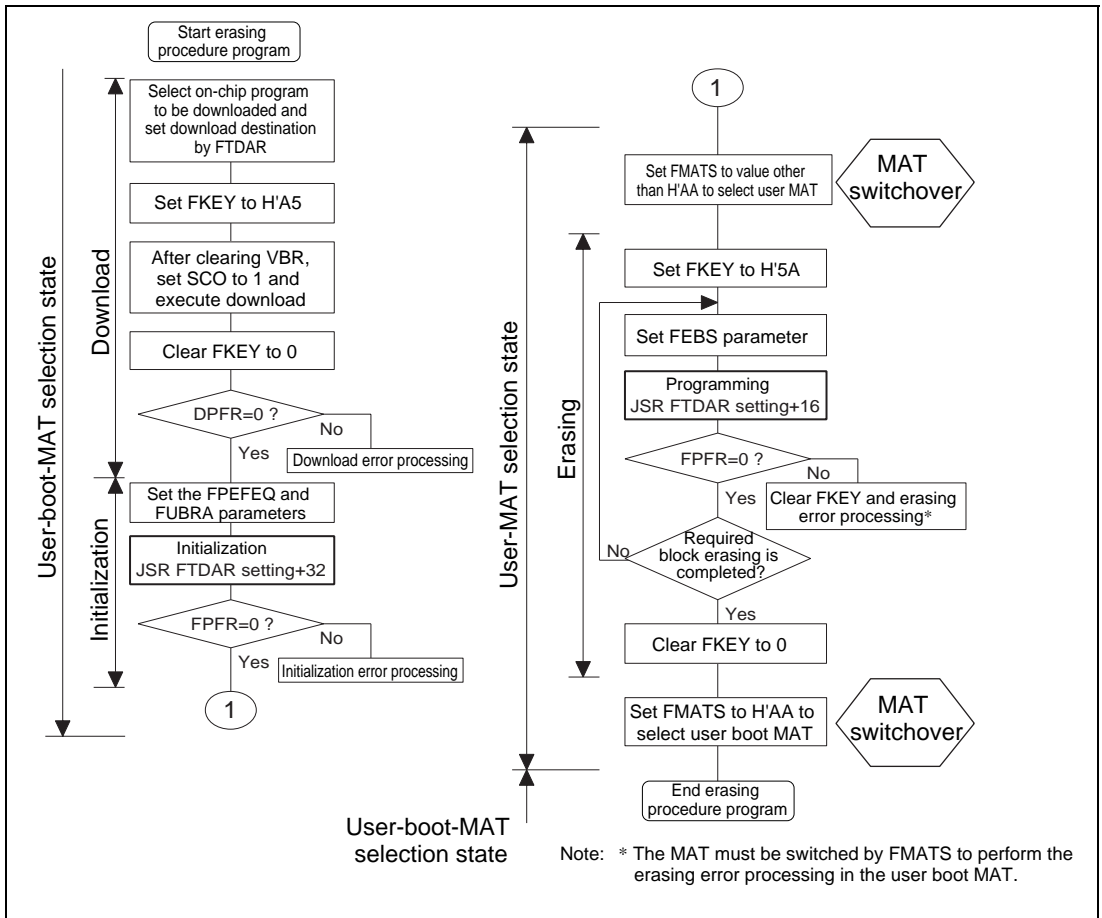 Start erasing
procedure program
User-boot-MAT selection state
Download
Select on-chip program
to be downloaded and
set download destination
by FTDAR
Set FKEY to H'A5
After clearing VBR,
set SCO to 1 and
execute download
Clear FKEY to 0
DPFR=0 ?
No
Yes
Download error processing
Initialization
Set the FPEFEQ and
FUBRA parameters
Initialization
JSR FTDAR setting+32
FPFR=0 ?
No
Yes
Initialization error processing
1
1
User-MAT selection state
Set FMATS to value other
than H'AA to select user MAT
MAT
switchover
Erasing
Set FKEY to H'5A
Set FEBS parameter
Programming
JSR FTDAR setting+16
FPFR=0 ?
No
Yes
Clear FKEY and erasing
error processing*
Required
block erasing is
completed?
No
Yes
Clear FKEY to 0
Set FMATS to H'AA to
select user boot MAT
MAT
switchover
End erasing
procedure program
User-boot-MAT
selection state
Note: * The MAT must be switched by FMATS to perform the
erasing error processing in the user boot MAT.